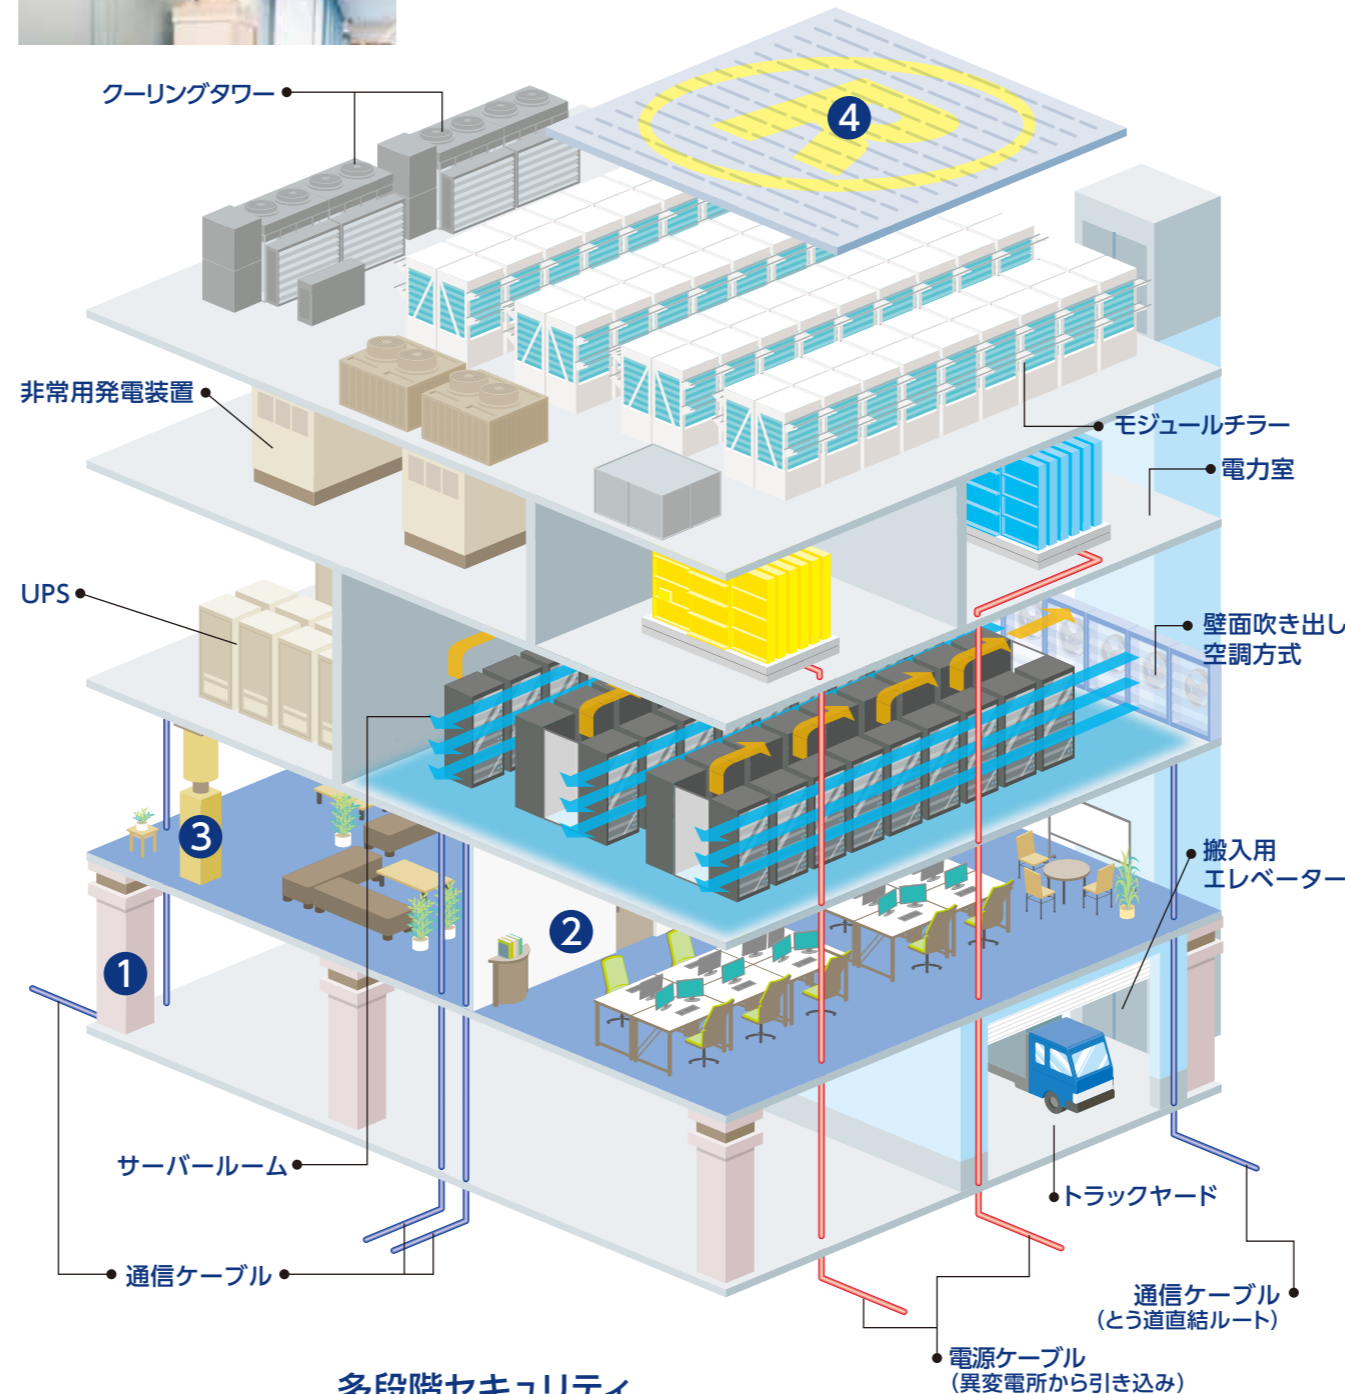 クーリングタワー
4
R
非常用発電装置
モジュールチラー
電力室
UPS
壁面吹き出し
空調方式
3
搬入用
エレベーター
2
1
サーバールーム
トラックヤード
通信ケーブル
通信ケーブル
（とう道直結ルート）
電源ケーブル
（異変電所から引き込み）
多段階セキュリティ